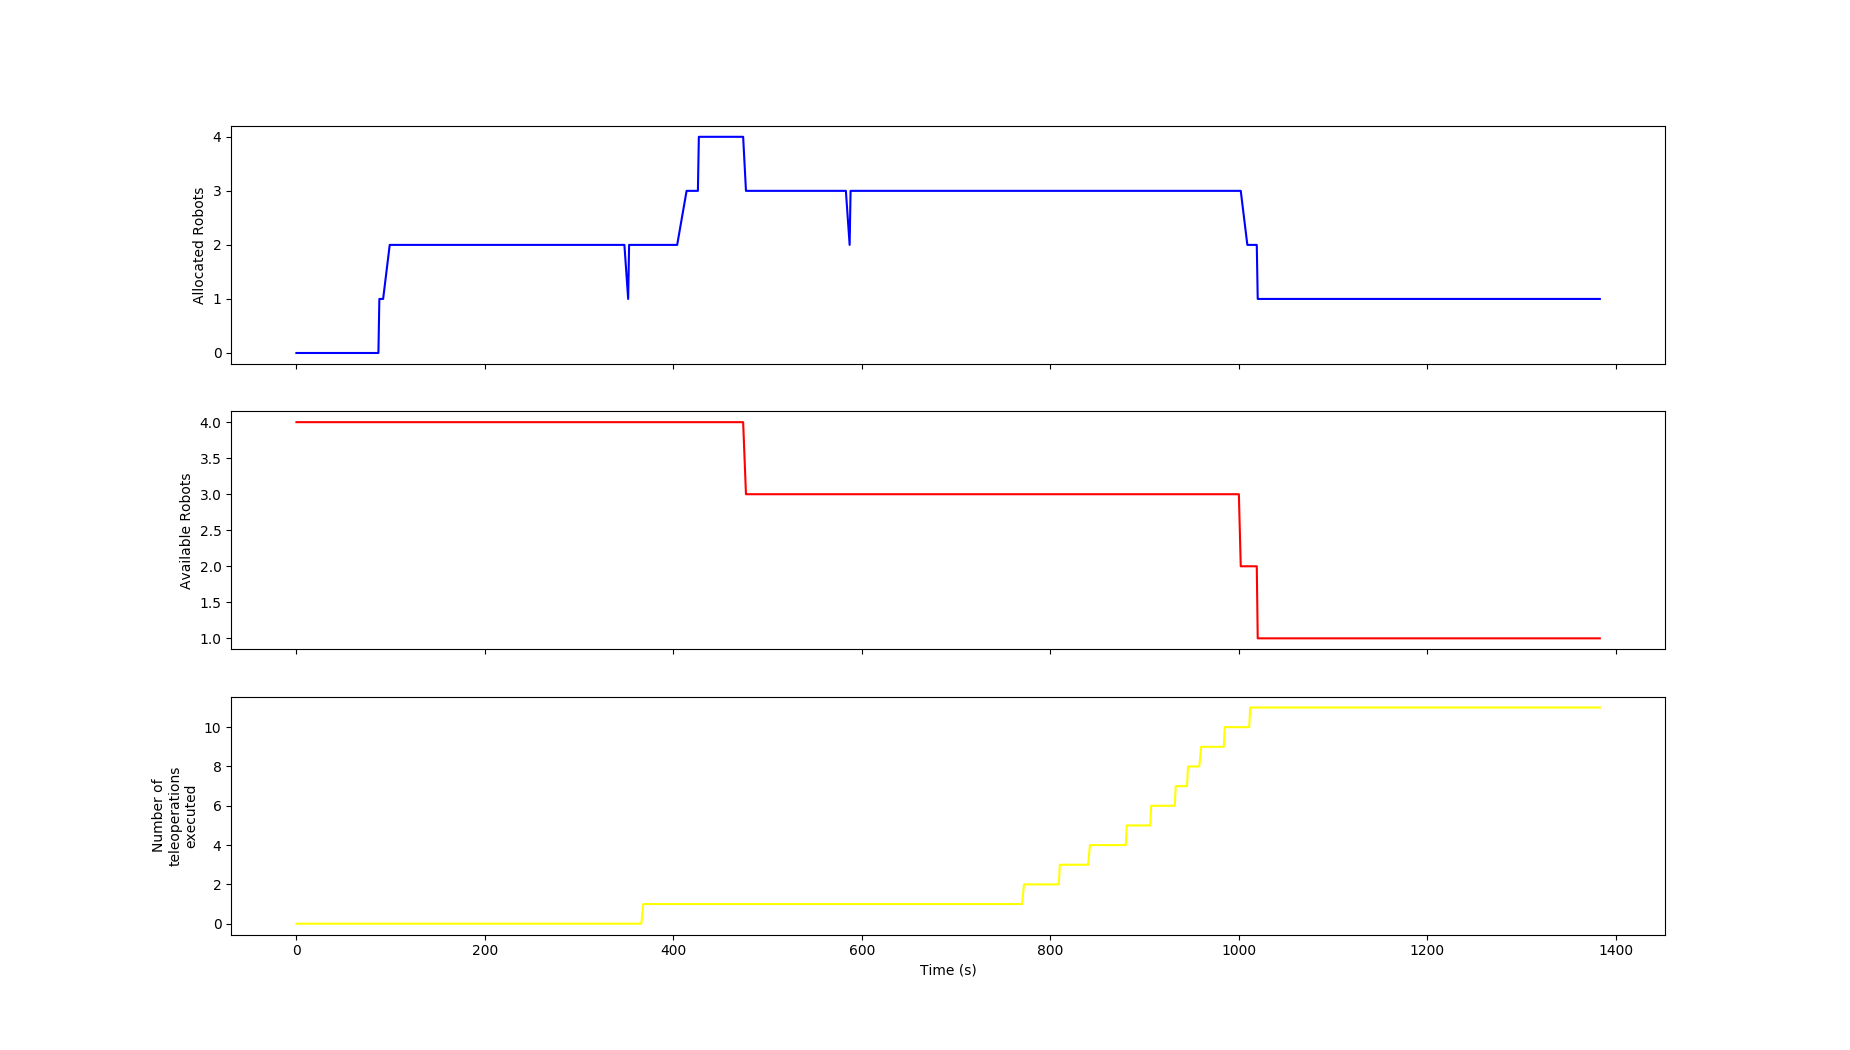 Allocated Robots
4
3
2
1
0
Available Robots
4.0
3.5
3.0
2.5
2.0
1.5
1.0
Number of
teleoperations
executed
10
8
6
4
2
0
0 200 400 600 800 1000 1200 1400
Time (s)